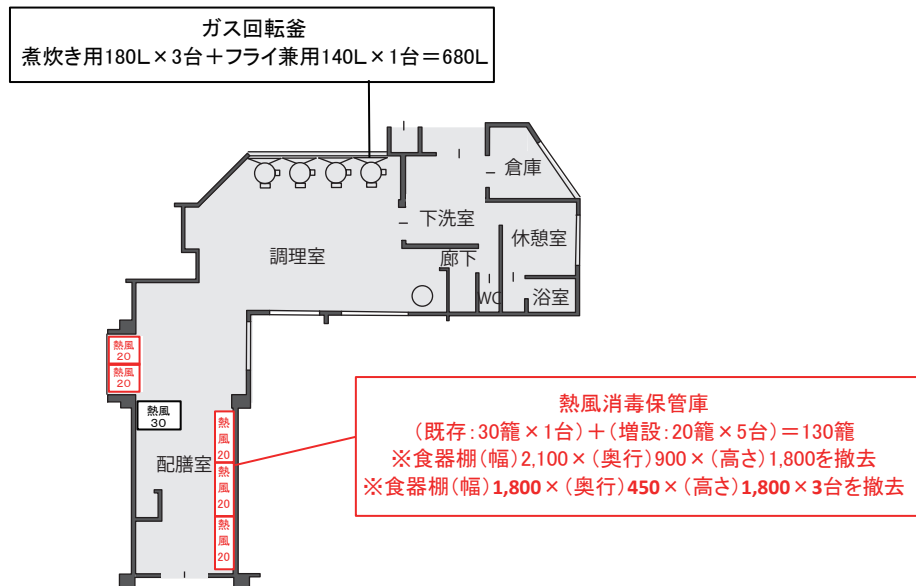 ガス回転釜
煮炊き用180L×3台＋フライ兼用140L×1台＝680L
倉庫
下洗室
休憩室
調理室
廊下
WC
浴室
熱風
20
熱風
20
熱風
30
熱風
20
配膳室
熱風
20
熱風
20
熱風消毒保管庫
（既存：30籠×1台）＋（増設：20籠×5台）＝130籠
※食器棚（幅）2,100×（奥行）900×（高さ）1,800を撤去
※食器棚（幅）1,800×（奥行）450×（高さ）1,800×3台を撤去